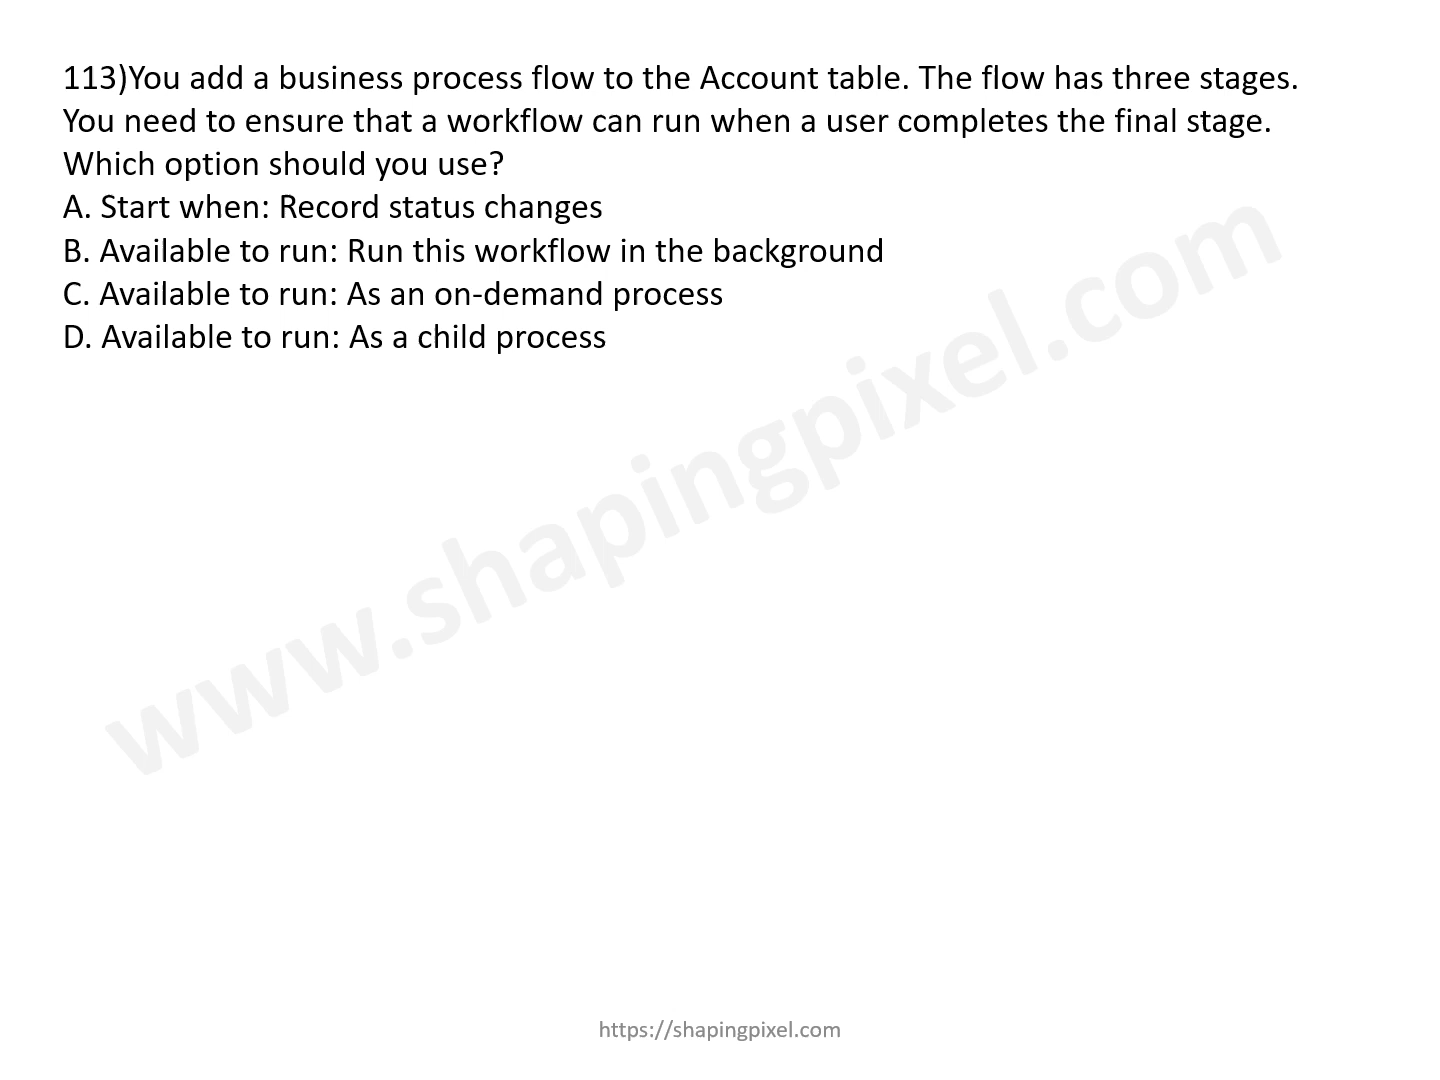 113)You add a business process flow to the Account table. The flow has three stages.
You need to ensure that a workflow can run when a user completes the final stage.
Which option should you use?
A. Start when: Record status changes
B. Available to run: Run this workflow in the background
C. Available to run: As an on-demand process
D. Available to run: As a child process
www.shapingpixel.com
https://shapingpixel.com